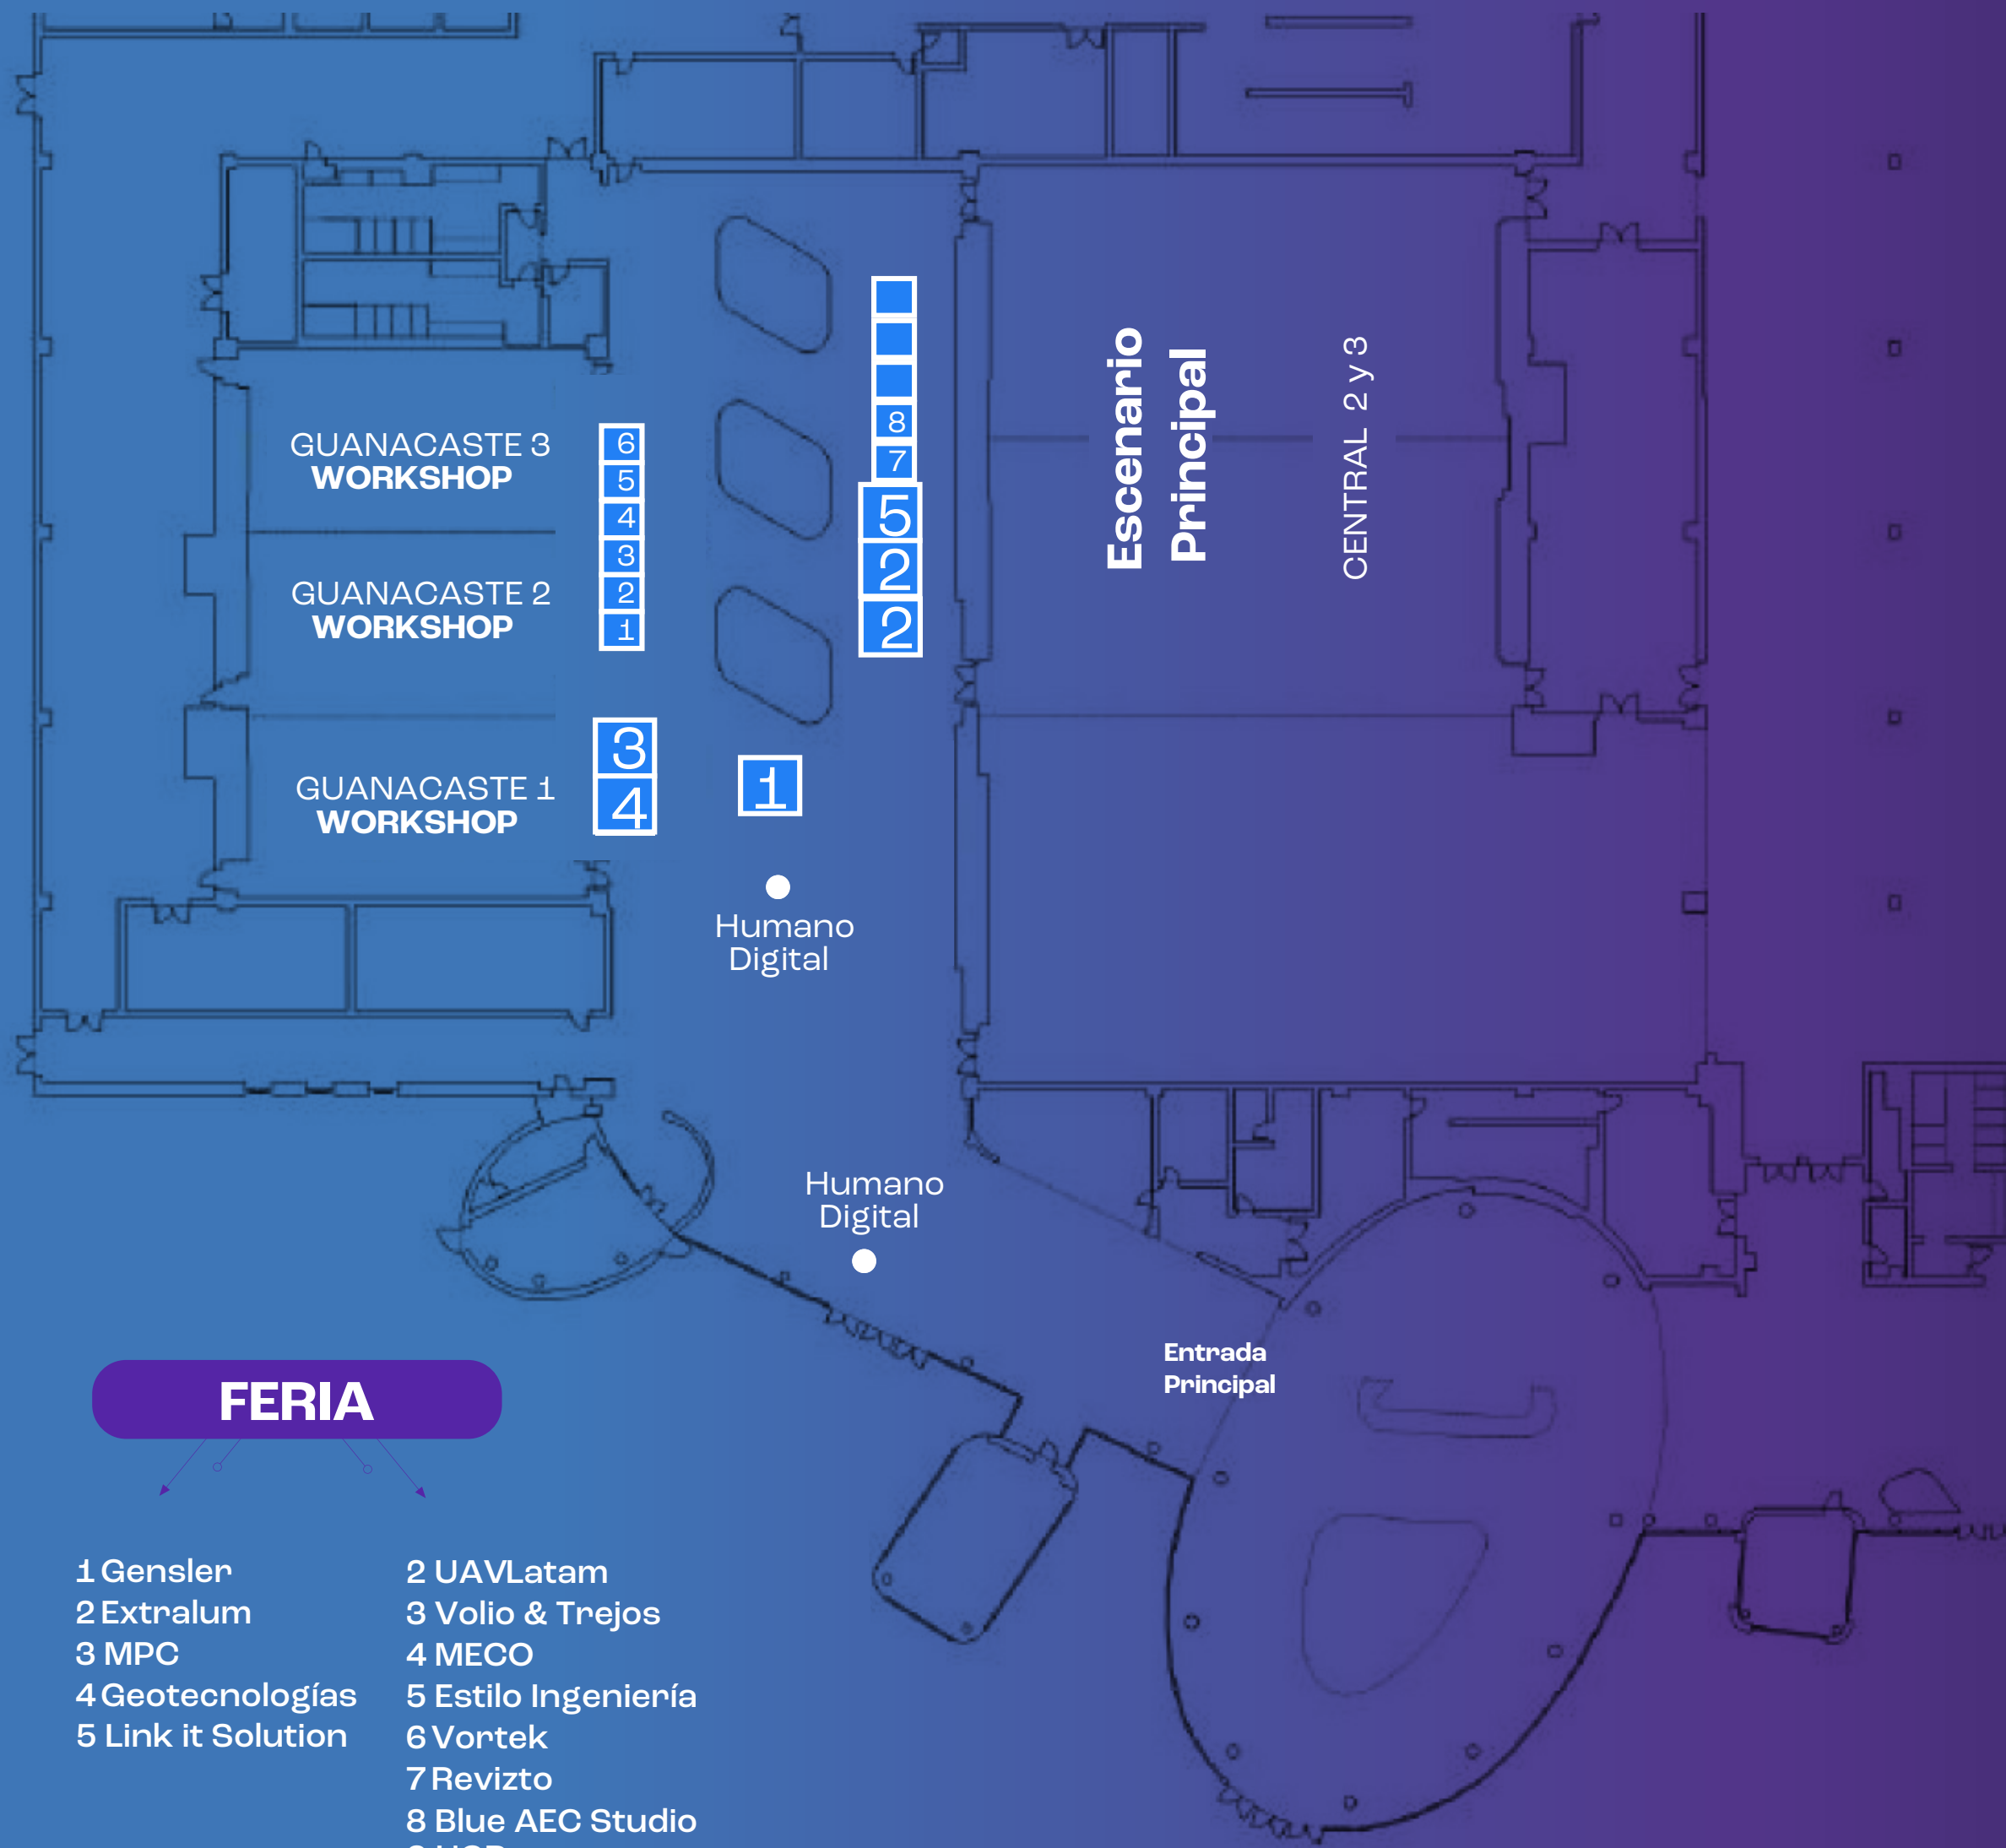 8
7
5
2
2
GUANACASTE 3
WORKSHOP
6
5
4
3
2
1
GUANACASTE 2
WORKSHOP
Escenario
Principal
CENTRAL 2 y 3
3
4
1
GUANACASTE 1
WORKSHOP
Humano
Digital
Humano
Digital
Entrada
Principal
FERIA
1 Gensler
2 Extralum
3 MPC
4 Geotecnologías
5 Link it Solution
2 UAVLatam
3 Volio & Trejos
4 MECO
5 Estilo Ingeniería
6 Vortek
7 Revizto
8 Blue AEC Studio